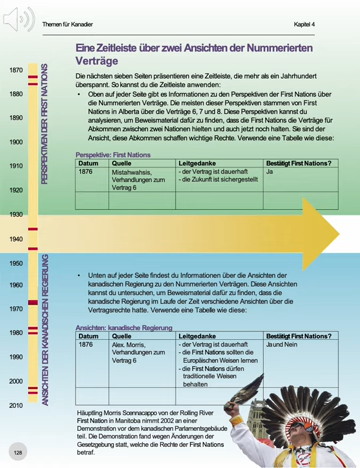 Themen für Kanadier
Kapitel 4
Eine Zeitleiste über zwei Ansichten der Nummerierten
Verträge
Die nächsten sieben Seiten präsentieren eine Zeitleiste, die mehr als ein Jahrhundert
überspannt. So kannst du die Zeitleiste anwenden:
• Oben auf jeder Seite gibt es Informationen zu den Perspektiven der First Nations über
die Nummerierten Verträge. Die meisten dieser Perspektiven stammen von First
Nations in Alberta über die Verträge 6, 7 und 8. Diese Perspektiven kannst du
analysieren, um Beweismaterial dafür zu finden, dass die First Nations die Verträge für
Abkommen zwischen zwei Nationen hielten und auch jetzt noch halten. Sie sind der
Ansicht, diese Abkommen schaffen wichtige Rechte. Verwende eine Tabelle wie diese:
Perspektive: First Nations
Datum Quelle Leitgedanke Bestätigt First Nations?
1876 Mistahwahsis, - der Vertrag ist dauerhaft Ja
Verhandlungen zum - die Zukunft ist sichergestellt
Vertrag 6
1870
1880
1890
1900
1910
1920
1930
1940
1950
1960
1970
1980
1990
2000
2010
PERSPEKTIVEN DER FIRST NATIONS
ANSICHTEN DER KANADISCHEN REGIERUNG
• Unten auf jeder Seite findest du Informationen über die Ansichten der
kanadischen Regierung zu den Nummerierten Verträgen. Diese Ansichten
kannst du untersuchen, um Beweismaterial dafür zu finden, dass die
kanadische Regierung im Laufe der Zeit verschiedene Ansichten über die
Vertragsrechte hatte. Verwende eine Tabelle wie diese:
Ansichten: kanadische Regierung
Datum Quelle Leitgedanke Bestätigt First Nations?
1876 Alex. Morris, - der Vertrag ist dauerhaft Ja und Nein
Verhandlungen zum - die First Nations sollten die
Vertrag 6 Europäischen Weisen lernen
- die First Nations dürfen
traditionelle Weisen
behalten
Häuptling Morris Scannacappo von der Rolling River
First Nation in Manitoba nimmt 2002 an einer
Demonstration vor dem kanadischen Parlamentsgebäude
teil. Die Demonstration fand wegen Änderungen der
Gesetzgebung statt, welche die Rechte der First Nations
betraf.
128